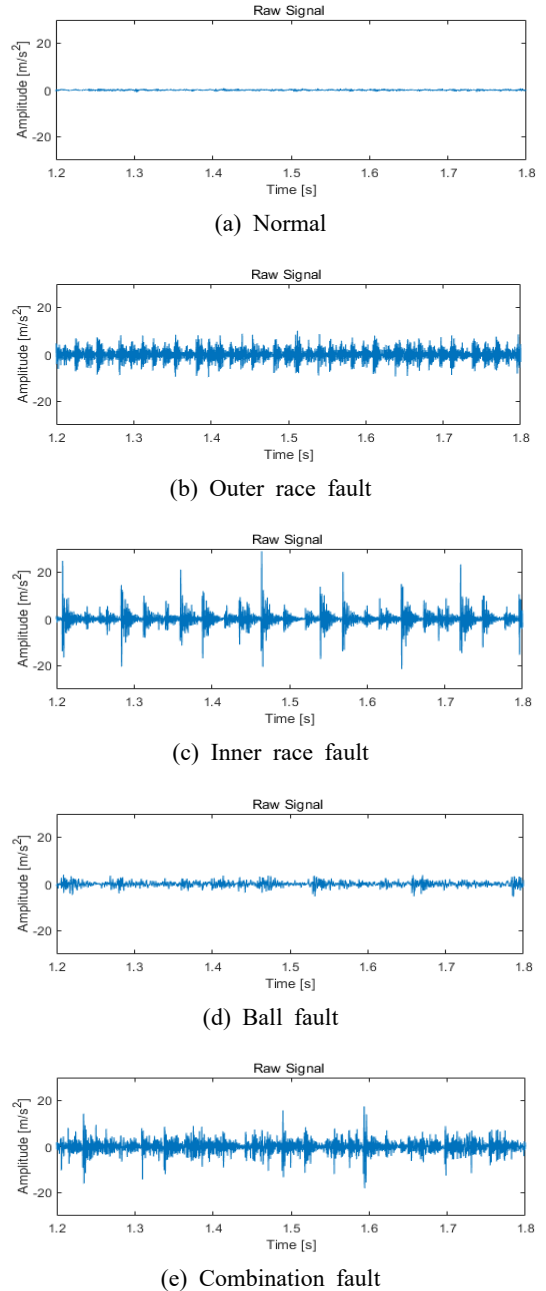 Raw Signal
Amplitude [m/s²]
20
0
-20
1.2 1.3 1.4 1.5 1.6 1.7 1.8
Time [s]
(a) Normal
Raw Signal
Amplitude [m/s²]
20
0
-20
1.2 1.3 1.4 1.5 1.6 1.7 1.8
Time [s]
(b) Outer race fault
Raw Signal
Amplitude [m/s²]
20
0
-20
1.2 1.3 1.4 1.5 1.6 1.7 1.8
Time [s]
(c) Inner race fault
Raw Signal
Amplitude [m/s²]
20
0
-20
1.2 1.3 1.4 1.5 1.6 1.7 1.8
Time [s]
(d) Ball fault
Raw Signal
Amplitude [m/s²]
20
0
-20
1.2 1.3 1.4 1.5 1.6 1.7 1.8
Time [s]
(e) Combination fault